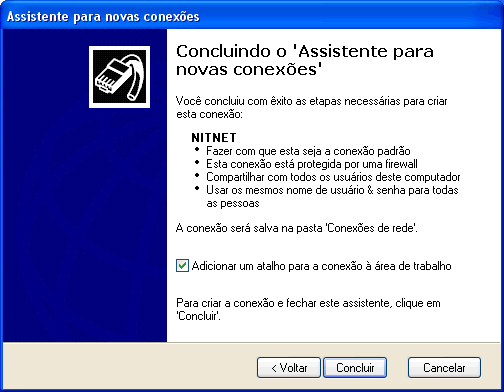 Assistente para novas conexões
Concluindo o 'Assistente para
novas conexões'
Você concluiu com êxito as etapas necessárias para criar
esta conexão:
NITNET
• Fazer com que esta seja a conexão padrão
• Esta conexão está protegida por uma firewall
• Compartilhar com todos os usuários deste computador
• Usar os mesmos nome de usuário & senha para todas
as pessoas
A conexão será salva na pasta 'Conexões de rede'.
Adicionar um atalho para a conexão à área de trabalho
Para criar a conexão e fechar este assistente, clique em
'Concluir'.
< Voltar
Concluir
Cancelar